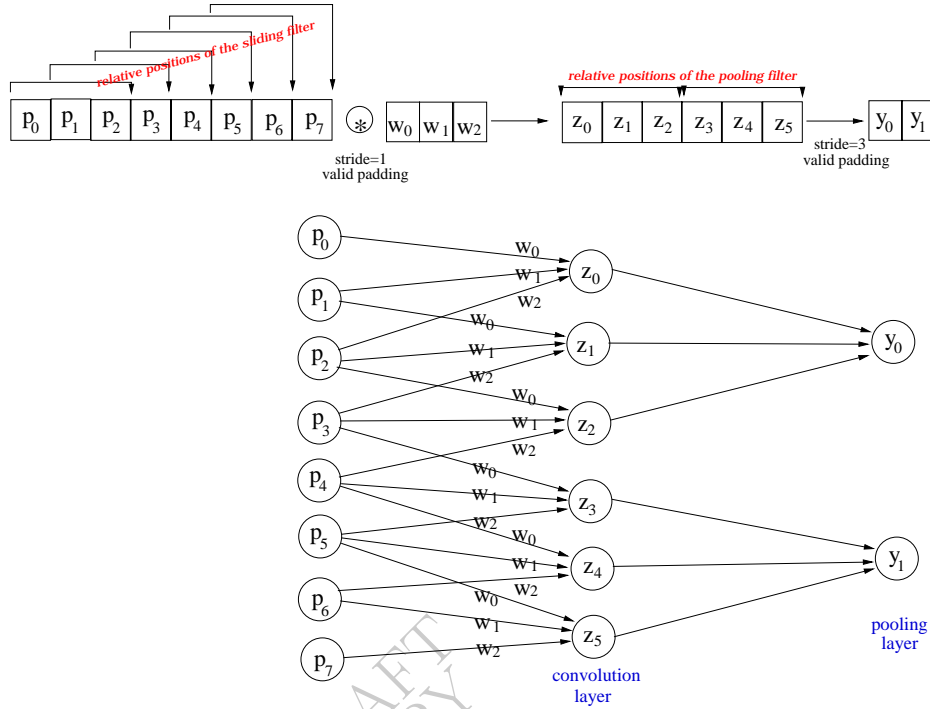 relative positions of the sliding filter
relative positions of the pooling filter
p0 p1 p2 p3 p4 p5 p6 p7 * w0 w1 w2 z0 z1 z2 z3 z4 z5 y0 y1
stride=1
valid padding
stride=3
valid padding
p0
w0
z0
w1
p1
w2
w0
z1
y0
p2
w1
w2
w0
p3
w1
z2
w2
w0
p4
w1
z3
w2
p5
w0
y1
w1
z4
w2
p6
w0
w1
z5
p7
w2
pooling
layer
convolution
layer